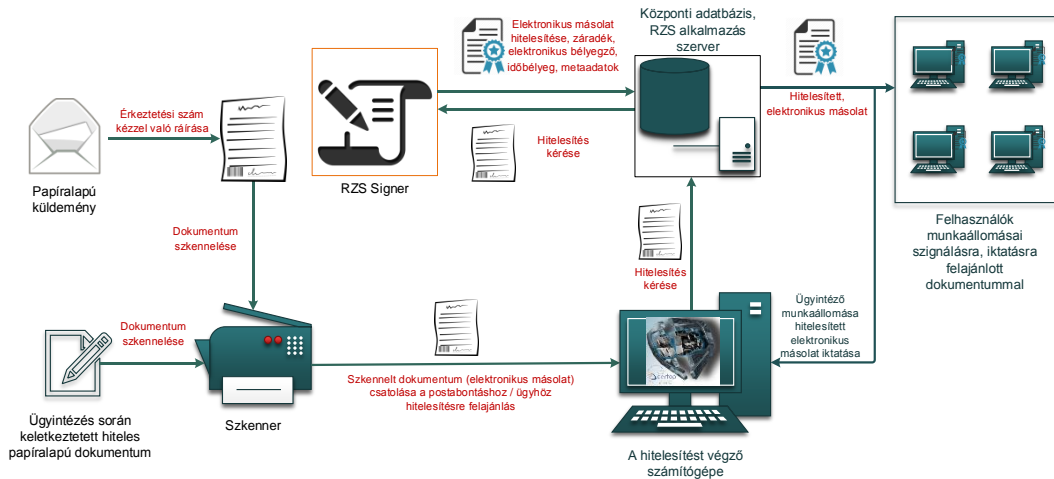 Elektronikus másolat
hitelesítése, záradék,
elektronikus bélyegző,
időbélyeg, metaadatok
Központi adatbázis,
RZS alkalmazás
szerver
Érkeztetési szám
kézzel való ráírása
Hitelesítés
kérése
Hitelesített,
elektronikus másolat
Papíralapú
küldemény
RZS Signer
Felhasználók
munkaállomásai
szignálásra, iktatásra
felajánlott
dokumentummal
Dokumentum
szkennelése
Hitelesítés
kérése
Dokumentum
szkennelése
Ügyintéző
munkaállomása
hitelesített
elektronikus
másolat iktatása
Szkennelt dokumentum (elektronikus másolat)
csatolása a postabontáshoz / ügyhöz
hitelesítésre felajánlás
Ügyintézés során
keletkeztetett hiteles
papíralapú dokumentum
Szkenner
A hitelesítést végző
számítógépe